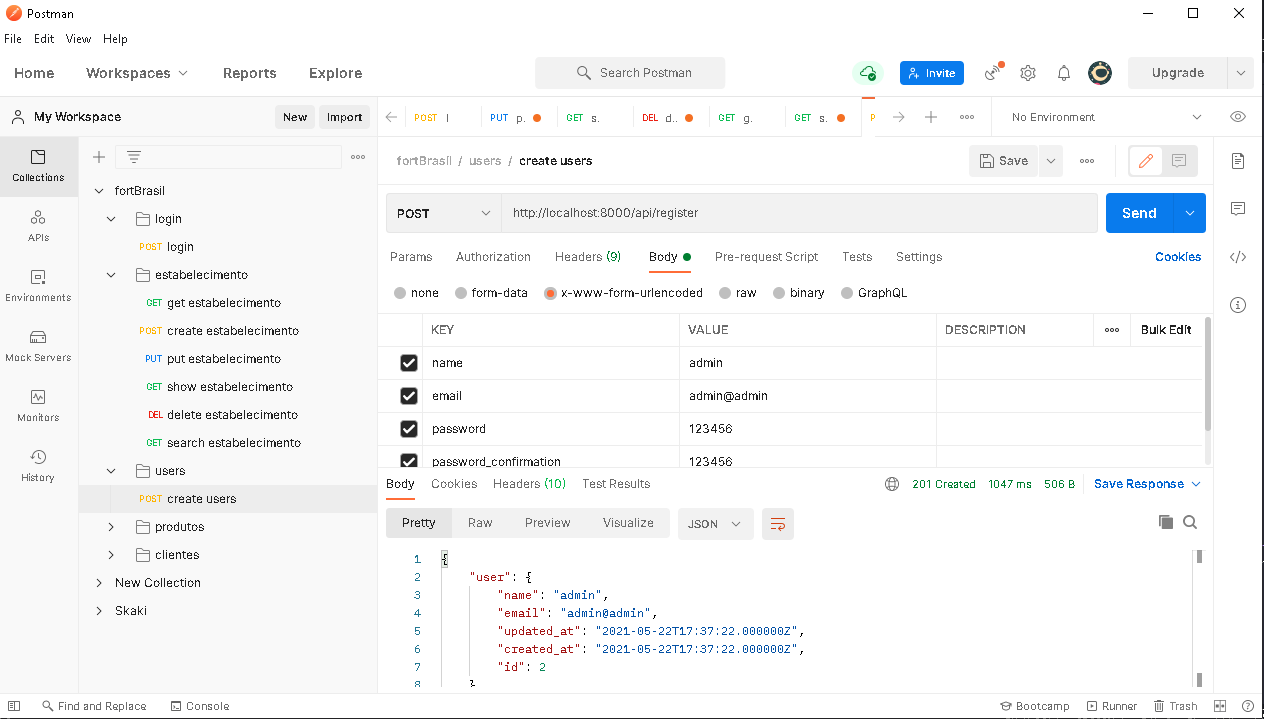 Postman
File Edit View Help
Home Workspaces Reports Explore Search Postman Invite Upgrade
My Workspace New Import
POST l PUT p. GET s. DEL d.. GET g. GET s. P No Environment
Collections
APIs
Environments
Mock Servers
Monitors
History
fortBrasil
login
POST login
estabelecimento
GET get estabelecimento
POST create estabelecimento
PUT put estabelecimento
GET show estabelecimento
DEL delete estabelecimento
GET search estabelecimento
users
POST create users
produtos
clientes
New Collection
Skaki
fortBrasil / users / create users Save
POST http://localhost:8000/api/register Send
Params Authorization Headers (9) Body Pre-request Script Tests Settings Cookies
none form-data x-www-form-urlencoded raw binary GraphQL
KEY VALUE DESCRIPTION Bulk Edit
name admin
email admin@admin
password 123456
password_confirmation 123456
Body Cookies Headers (10) Test Results 201 Created 1047 ms 506 B Save Response
Pretty Raw Preview Visualize JSON
1 {
2 "user": {
3 "name": "admin",
4 "email": "admin@admin",
5 "updated_at": "2021-05-22T17:37:22.000000Z",
6 "created_at": "2021-05-22T17:37:22.000000Z",
7 "id": 2
8 }
Find and Replace Console Bootcamp Runner Trash